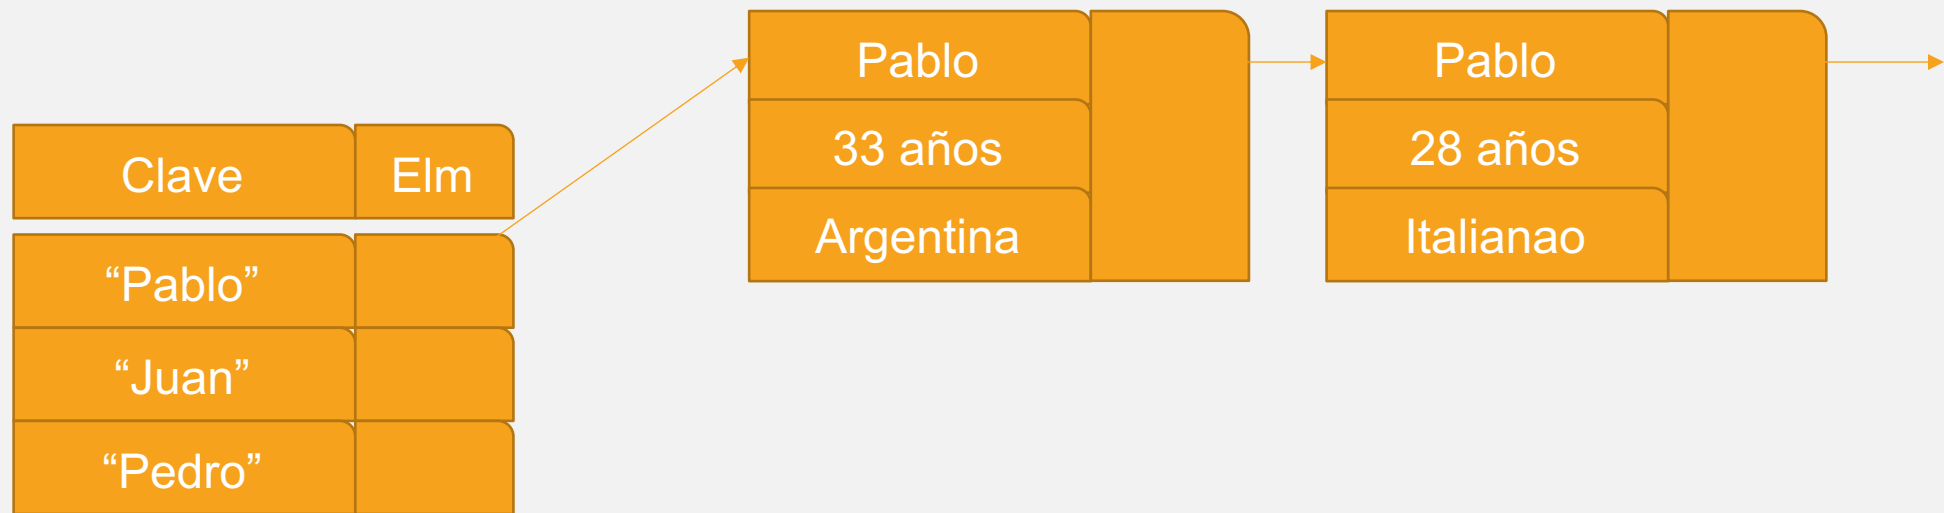 Clave Elm
“Pablo”
“Juan”
“Pedro”
Pablo
33 años
Argentina
Pablo
28 años
Italianao